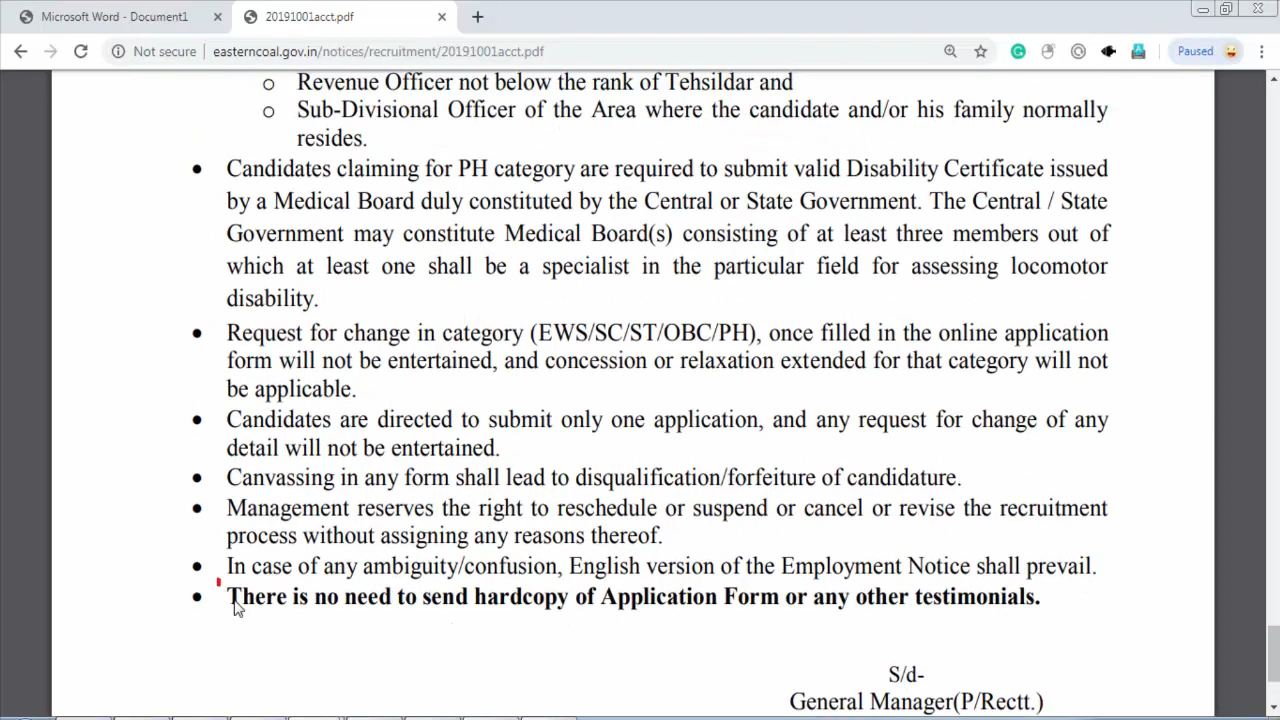 Microsoft Word - Document1
20191001acct.pdf
Not secure
easterncoal.gov.in/notices/recruitment/20191001acct.pdf
Paused
o Revenue Officer not below the rank of Tehsildar and
o Sub-Divisional Officer of the Area where the candidate and/or his family normally
resides.
• Candidates claiming for PH category are required to submit valid Disability Certificate issued
by a Medical Board duly constituted by the Central or State Government. The Central / State
Government may constitute Medical Board(s) consisting of at least three members out of
which at least one shall be a specialist in the particular field for assessing locomotor
disability.
• Request for change in category (EWS/SC/ST/OBC/PH), once filled in the online application
form will not be entertained, and concession or relaxation extended for that category will not
be applicable.
• Candidates are directed to submit only one application, and any request for change of any
detail will not be entertained.
• Canvassing in any form shall lead to disqualification/forfeiture of candidature.
• Management reserves the right to reschedule or suspend or cancel or revise the recruitment
process without assigning any reasons thereof.
• In case of any ambiguity/confusion, English version of the Employment Notice shall prevail.
• There is no need to send hardcopy of Application Form or any other testimonials.
S/d-
General Manager(P/Rectt.)